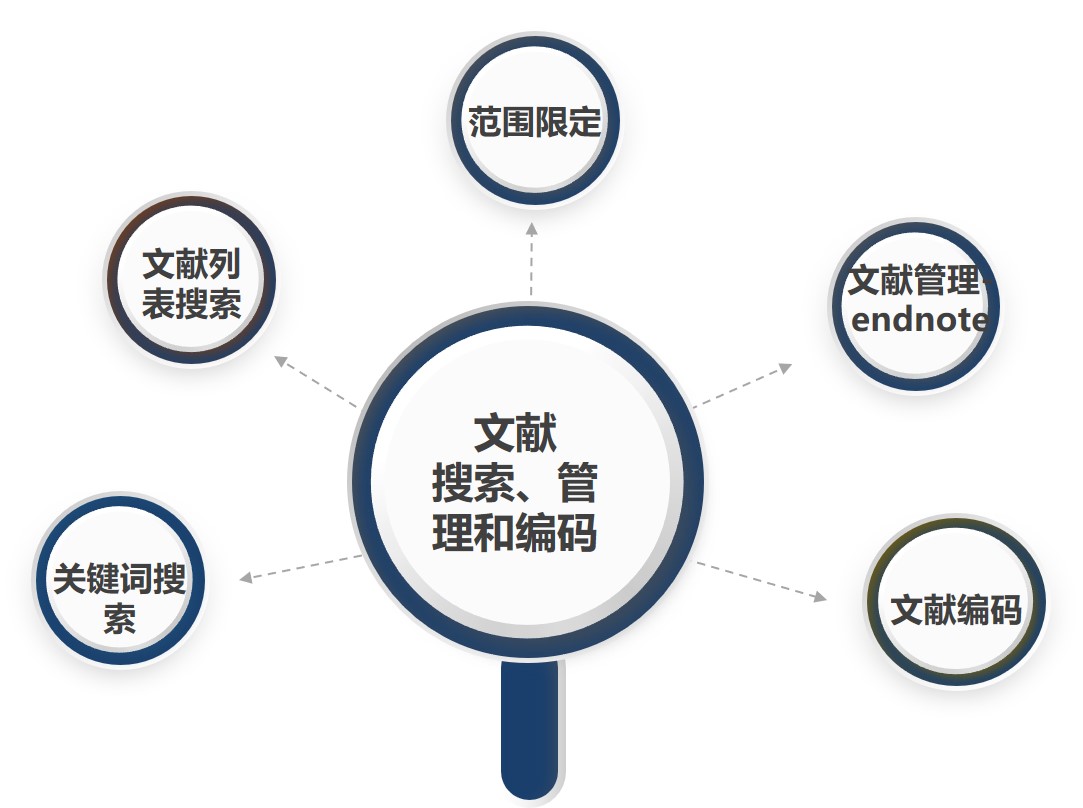 范围限定
文献列
表搜索
文献管理-
endnote
文献
搜索、管
理和编码
关键词搜
索
文献编码